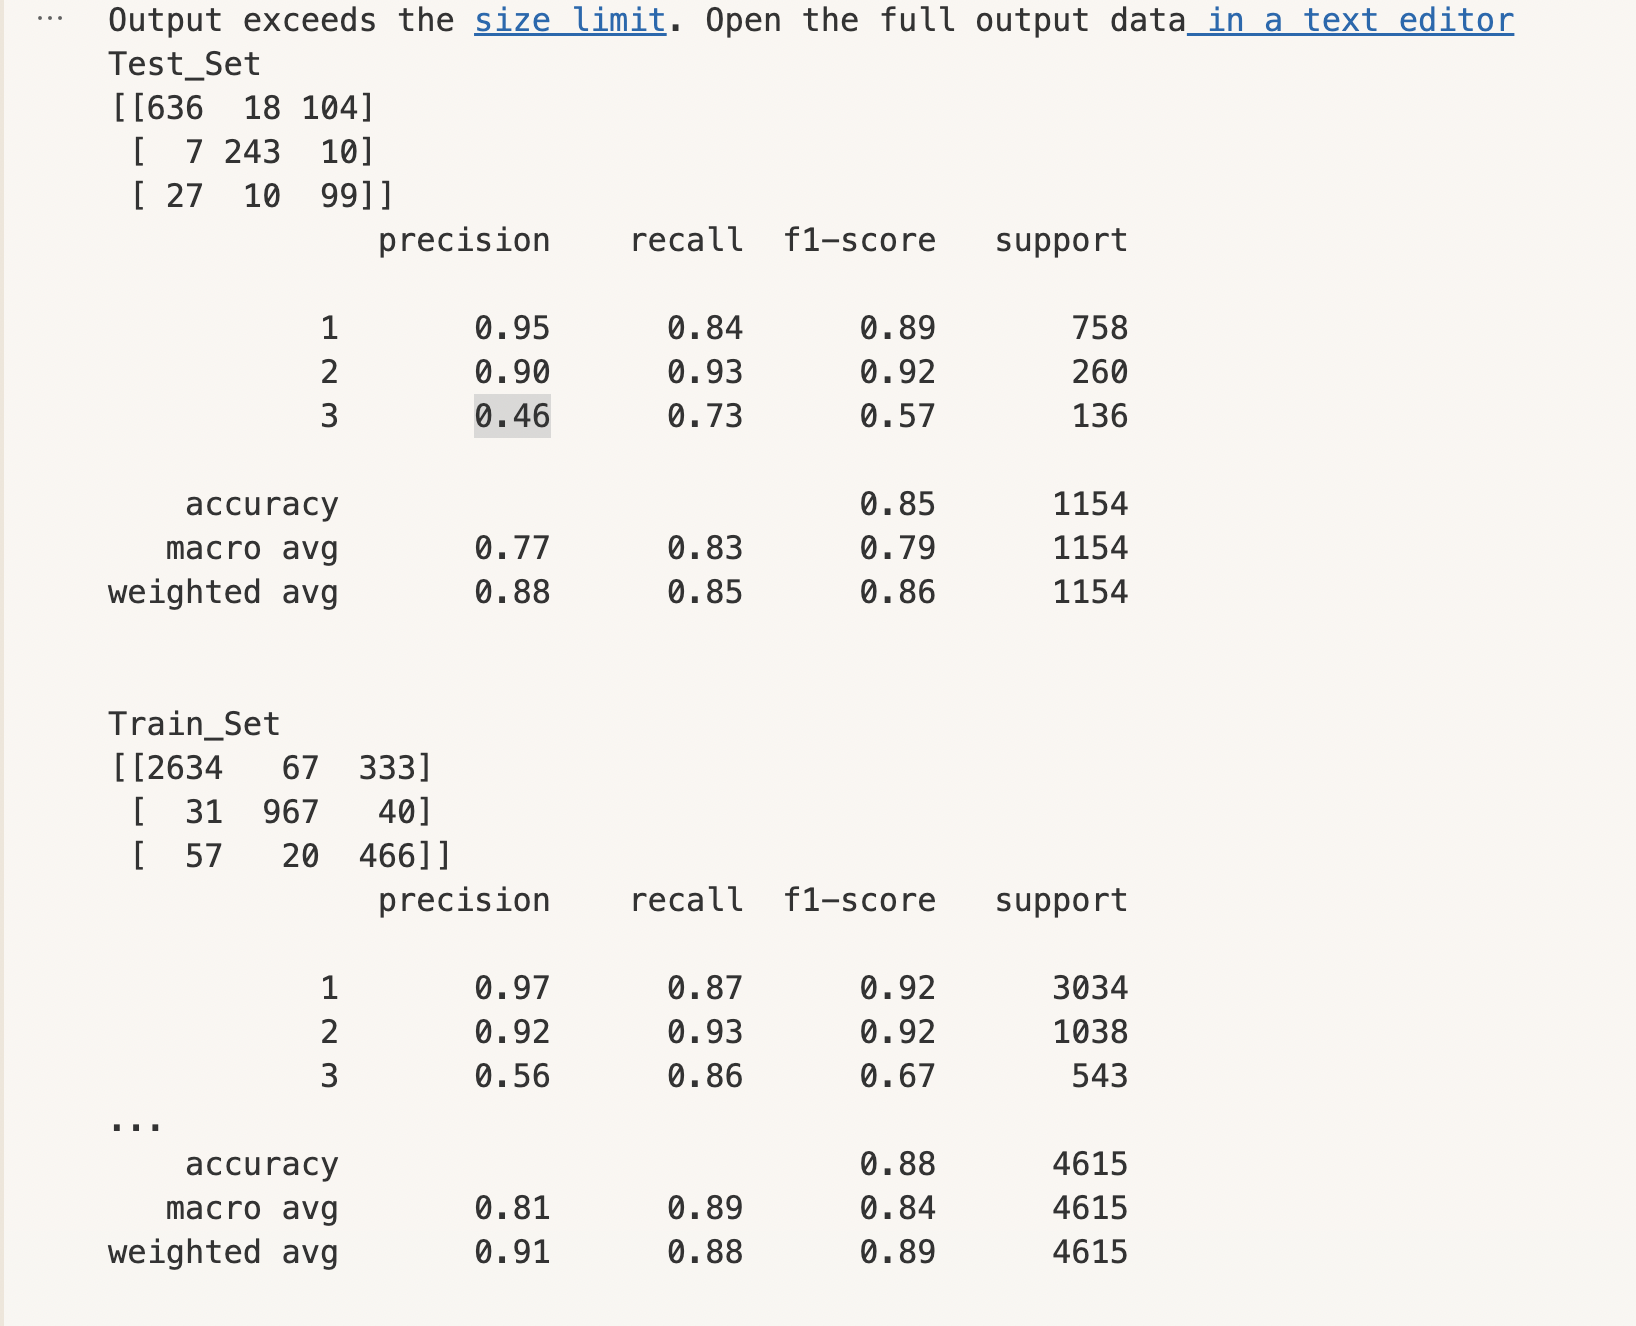 Output exceeds the size limit. Open the full output data in a text editor
Test_Set
[[636  18 104]
 [  7 243  10]
 [ 27  10  99]]
              precision    recall  f1-score   support

           1       0.95      0.84      0.89       758
           2       0.90      0.93      0.92       260
           3       0.46      0.73      0.57       136

    accuracy                           0.85      1154
   macro avg       0.77      0.83      0.79      1154
weighted avg       0.88      0.85      0.86      1154

Train_Set
[[2634   67  333]
 [  31  967   40]
 [  57   20  466]]
              precision    recall  f1-score   support

           1       0.97      0.87      0.92      3034
           2       0.92      0.93      0.92      1038
           3       0.56      0.86      0.67       543
...
    accuracy                           0.88      4615
   macro avg       0.81      0.89      0.84      4615
weighted avg       0.91      0.88      0.89      4615